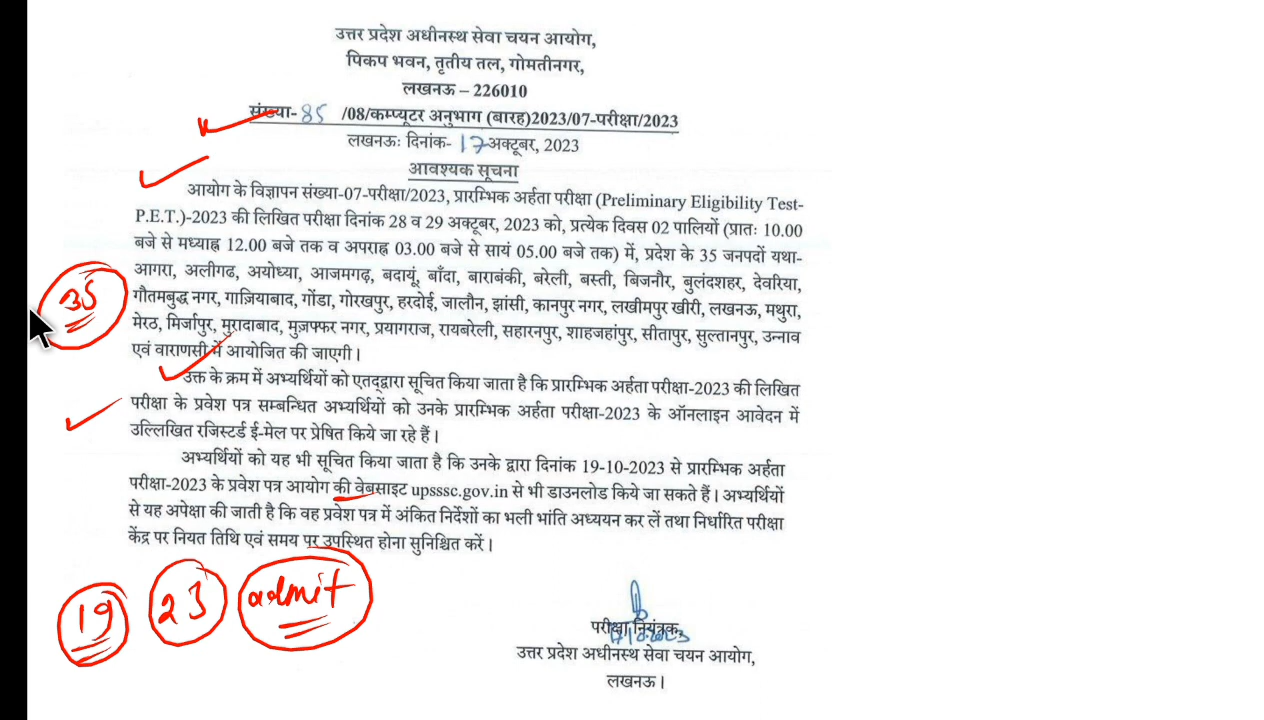 उत्तर प्रदेश अधीनस्थ सेवा चयन आयोग,
पिकप भवन, तृतीय तल, गोमतीनगर,
लखनऊ – 226010
संख्या- 85 /08/कम्प्यूटर अनुभाग (बारह)2023/07-परीक्षा/2023
लखनऊः दिनांक- 17 अक्टूबर, 2023
आवश्यक सूचना
आयोग के विज्ञापन संख्या-07-परीक्षा/2023, प्रारम्भिक अर्हता परीक्षा (Preliminary Eligibility Test-
P.E.T.)-2023 की लिखित परीक्षा दिनांक 28 व 29 अक्टूबर, 2023 को, प्रत्येक दिवस 02 पालियों (प्रातः 10.00
बजे से मध्याह्न 12.00 बजे तक व अपराह्न 03.00 बजे से सायं 05.00 बजे तक) में, प्रदेश के 35 जनपदों यथा-
आगरा, अलीगढ, अयोध्या, आजमगढ़, बदायूं, बाँदा, बाराबंकी, बरेली, बस्ती, बिजनौर, बुलंदशहर, देवरिया,
गौतमबुद्ध नगर, गाज़ियाबाद, गोंडा, गोरखपुर, हरदोई, जालौन, झांसी, कानपुर नगर, लखीमपुर खीरी, लखनऊ, मथुरा,
मेरठ, मिर्जापुर, मुरादाबाद, मुज़फ्फर नगर, प्रयागराज, रायबरेली, सहारनपुर, शाहजहांपुर, सीतापुर, सुल्तानपुर, उन्नाव
एवं वाराणसी में आयोजित की जाएगी।
उक्त के क्रम में अभ्यर्थियों को एतद्द्वारा सूचित किया जाता है कि प्रारम्भिक अर्हता परीक्षा-2023 की लिखित
परीक्षा के प्रवेश पत्र सम्बन्धित अभ्यर्थियों को उनके प्रारम्भिक अर्हता परीक्षा-2023 के ऑनलाइन आवेदन में
उल्लिखित रजिस्टर्ड ई-मेल पर प्रेषित किये जा रहे हैं।
अभ्यर्थियों को यह भी सूचित किया जाता है कि उनके द्वारा दिनांक 19-10-2023 से प्रारम्भिक अर्हता
परीक्षा-2023 के प्रवेश पत्र आयोग की वेबसाइट upsssc.gov.in से भी डाउनलोड किये जा सकते हैं। अभ्यर्थियों
से यह अपेक्षा की जाती है कि वह प्रवेश पत्र में अंकित निर्देशों का भली भांति अध्ययन कर लें तथा निर्धारित परीक्षा
केंद्र पर नियत तिथि एवं समय पर उपस्थित होना सुनिश्चित करें।
35
19 23 admit
परीक्षा नियंत्रक,
उत्तर प्रदेश अधीनस्थ सेवा चयन आयोग,
लखनऊ।